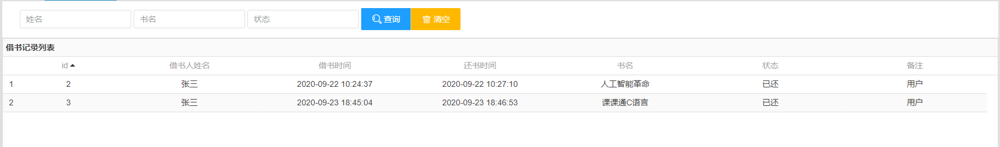 姓名 书名 状态 查询 清空
借书记录列表
id 借书人姓名 借书时间 还书时间 书名 状态 备注
1 2 张三 2020-09-22 10:24:37 2020-09-22 10:27:10 人工智能革命 已还 用户
2 3 张三 2020-09-23 18:45:04 2020-09-23 18:46:53 课课通C语言 已还 用户